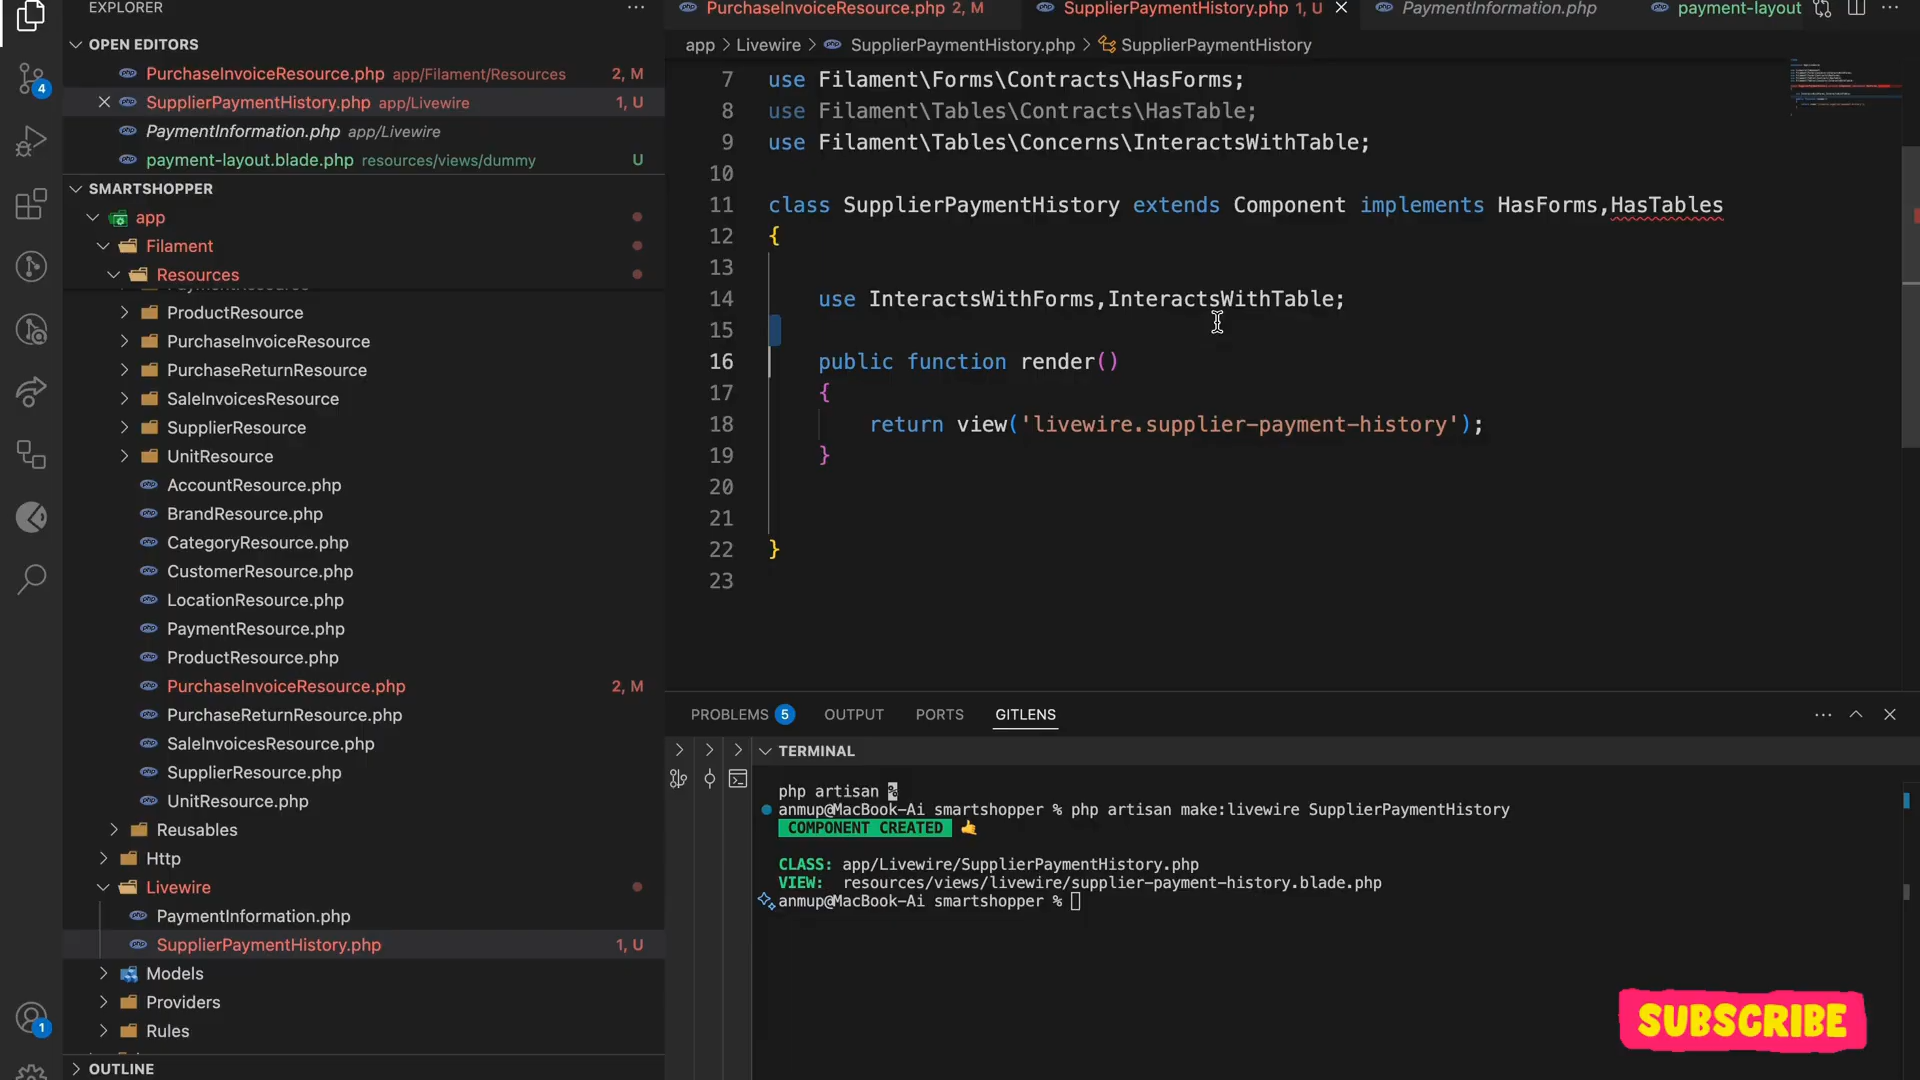 EXPLORER
OPEN EDITORS
PurchaseInvoiceResource.php app/Filament/Resources 2, M
SupplierPaymentHistory.php app/Livewire 1, U
PaymentInformation.php app/Livewire
payment-layout.blade.php resources/views/dummy U
SMARTSHOPPER
app
Filament
Resources
ProductResource
PurchaseInvoiceResource
PurchaseReturnResource
SaleInvoicesResource
SupplierResource
UnitResource
AccountResource.php
BrandResource.php
CategoryResource.php
CustomerResource.php
LocationResource.php
PaymentResource.php
ProductResource.php
PurchaseInvoiceResource.php 2, M
PurchaseReturnResource.php
SaleInvoicesResource.php
SupplierResource.php
UnitResource.php
Reusables
Http
Livewire
PaymentInformation.php
SupplierPaymentHistory.php 1, U
Models
Providers
Rules
OUTLINE
4
1
PurchaseInvoiceResource.php 2, M
SupplierPaymentHistory.php 1, U
PaymentInformation.php
payment-layout
app > Livewire > SupplierPaymentHistory.php > SupplierPaymentHistory
7 use Filament\Forms\Contracts\HasForms;
8 use Filament\Tables\Contracts\HasTable;
9 use Filament\Tables\Concerns\InteractsWithTable;
10
11 class SupplierPaymentHistory extends Component implements HasForms,HasTables
12 {
13
14 use InteractsWithForms,InteractsWithTable;
15
16 public function render()
17 {
18 return view('livewire.supplier-payment-history');
19 }
20
21
22 }
23
PROBLEMS 5 OUTPUT PORTS GITLENS
TERMINAL
php artisan %
anmup@MacBook-Ai smartshopper % php artisan make:livewire SupplierPaymentHistory
COMPONENT CREATED 🤙
CLASS: app/Livewire/SupplierPaymentHistory.php
VIEW: resources/views/livewire/supplier-payment-history.blade.php
anmup@MacBook-Ai smartshopper %
SUBSCRIBE